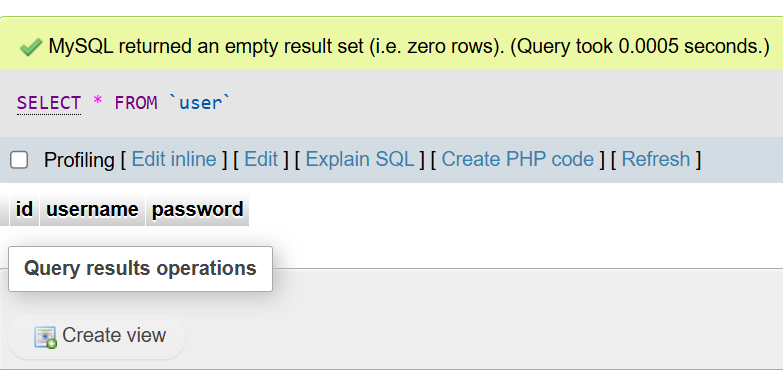 MySQL returned an empty result set (i.e. zero rows). (Query took 0.0005 seconds.)
SELECT * FROM `user`
Profiling [ Edit inline ] [ Edit ] [ Explain SQL ] [ Create PHP code ] [ Refresh ]
id username password
Query results operations
Create view